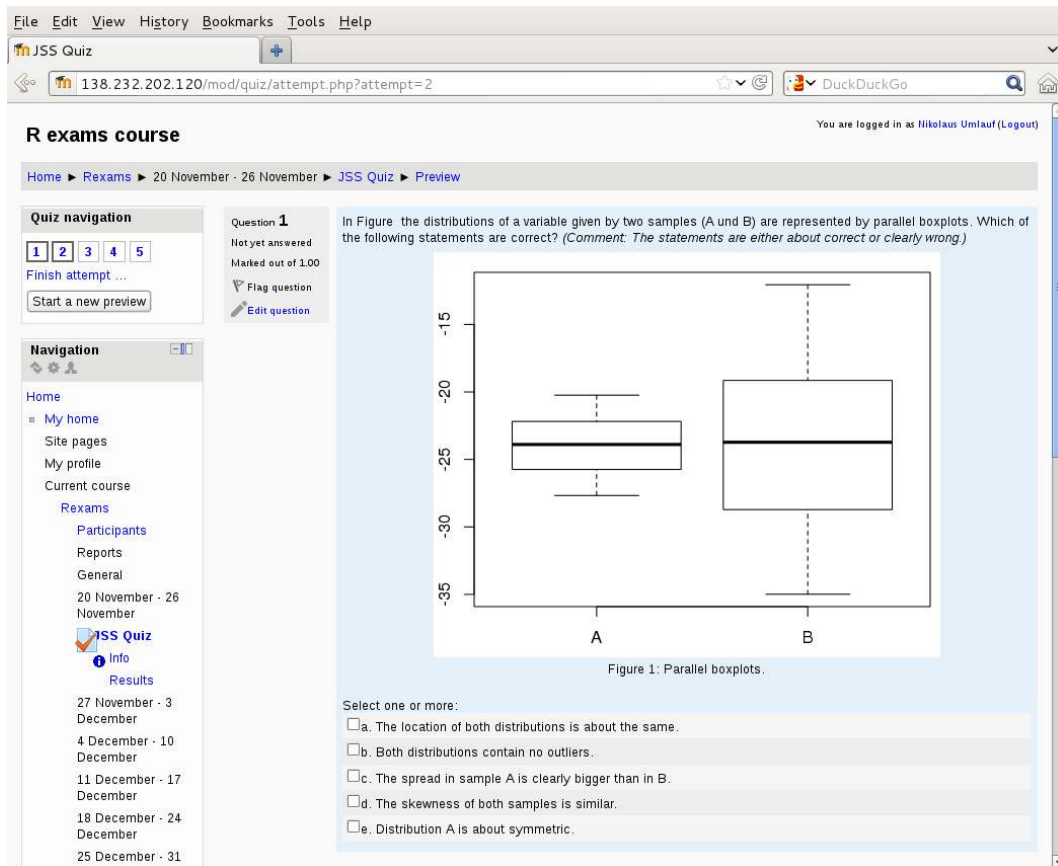 File Edit View History Bookmarks Tools Help
JSS Quiz
138.232.202.120/mod/quiz/attempt.php?attempt=2
DuckDuckGo
R exams course
You are logged in as Nikolaus Umlauf (Logout)
Home ► Rexams ► 20 November - 26 November ► JSS Quiz ► Preview
Quiz navigation
1 2 3 4 5
Finish attempt ...
Start a new preview
Navigation
Home
My home
Site pages
My profile
Current course
Rexams
Participants
Reports
General
20 November - 26
November
JSS Quiz
Info
Results
27 November - 3
December
4 December - 10
December
11 December - 17
December
18 December - 24
December
25 December - 31
Question 1
Not yet answered
Marked out of 1.00
Flag question
Edit question
In Figure the distributions of a variable given by two samples (A und B) are represented by parallel boxplots. Which of
the following statements are correct? (Comment: The statements are either about correct or clearly wrong.)
-15
-20
-25
-30
-35
A B
Figure 1: Parallel boxplots.
Select one or more:
a. The location of both distributions is about the same.
b. Both distributions contain no outliers.
c. The spread in sample A is clearly bigger than in B.
d. The skewness of both samples is similar.
e. Distribution A is about symmetric.